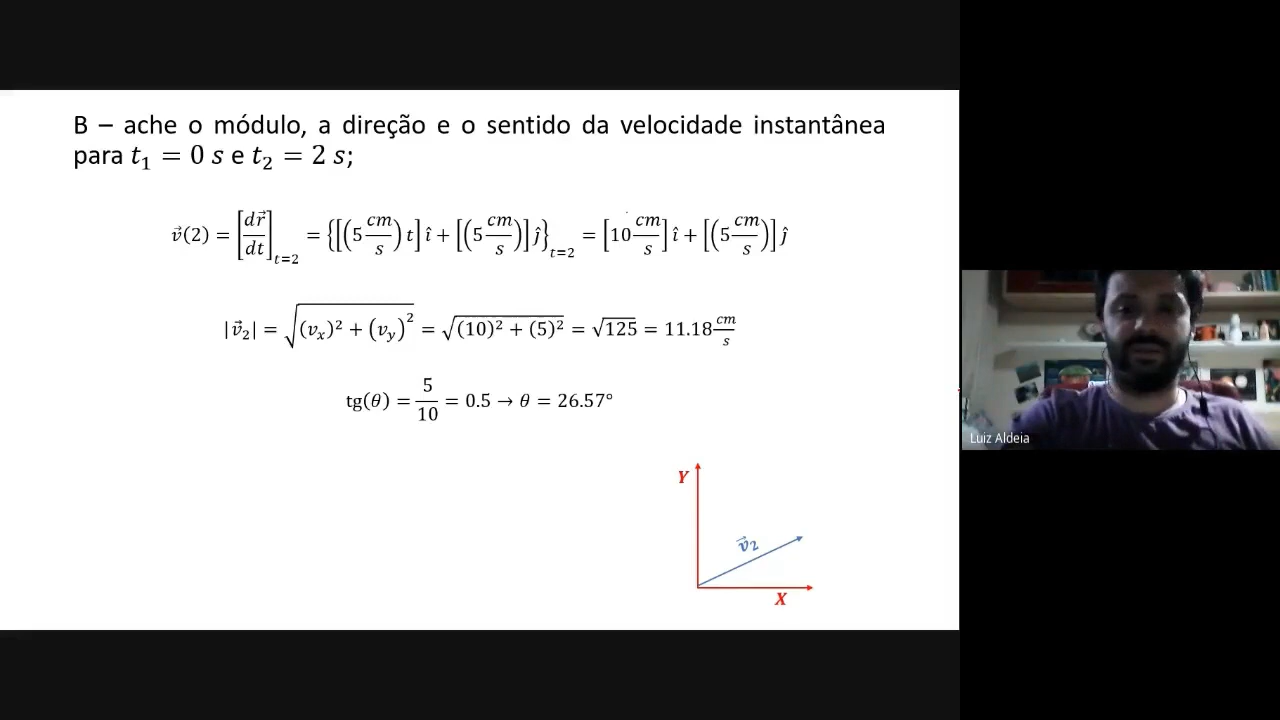 B – ache o módulo, a direção e o sentido da velocidade instantânea
para t₁ = 0 s e t₂ = 2 s;
v⃗(2) = [dr⃗/dt]ₜ₌₂ = {[(5 cm/s) t] î + [(5 cm/s)] ĵ}ₜ₌₂ = [10 cm/s] î + [(5 cm/s)] ĵ
|v⃗₂| = √((vₓ)² + (v_y)²) = √((10)² + (5)²) = √125 = 11.18 cm/s
tg(θ) = 5/10 = 0.5 → θ = 26.57°
Y
v⃗₂
X
Luiz Aldeia